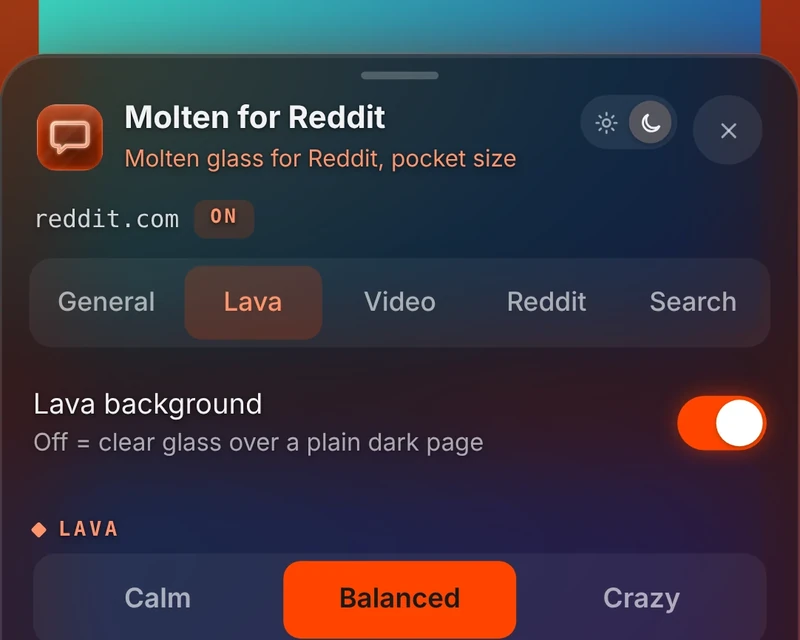 Molten for Reddit
Molten glass for Reddit, pocket size
reddit.com ON
General Lava Video Reddit Search
Lava background
Off = clear glass over a plain dark page
LAVA
Calm Balanced Crazy